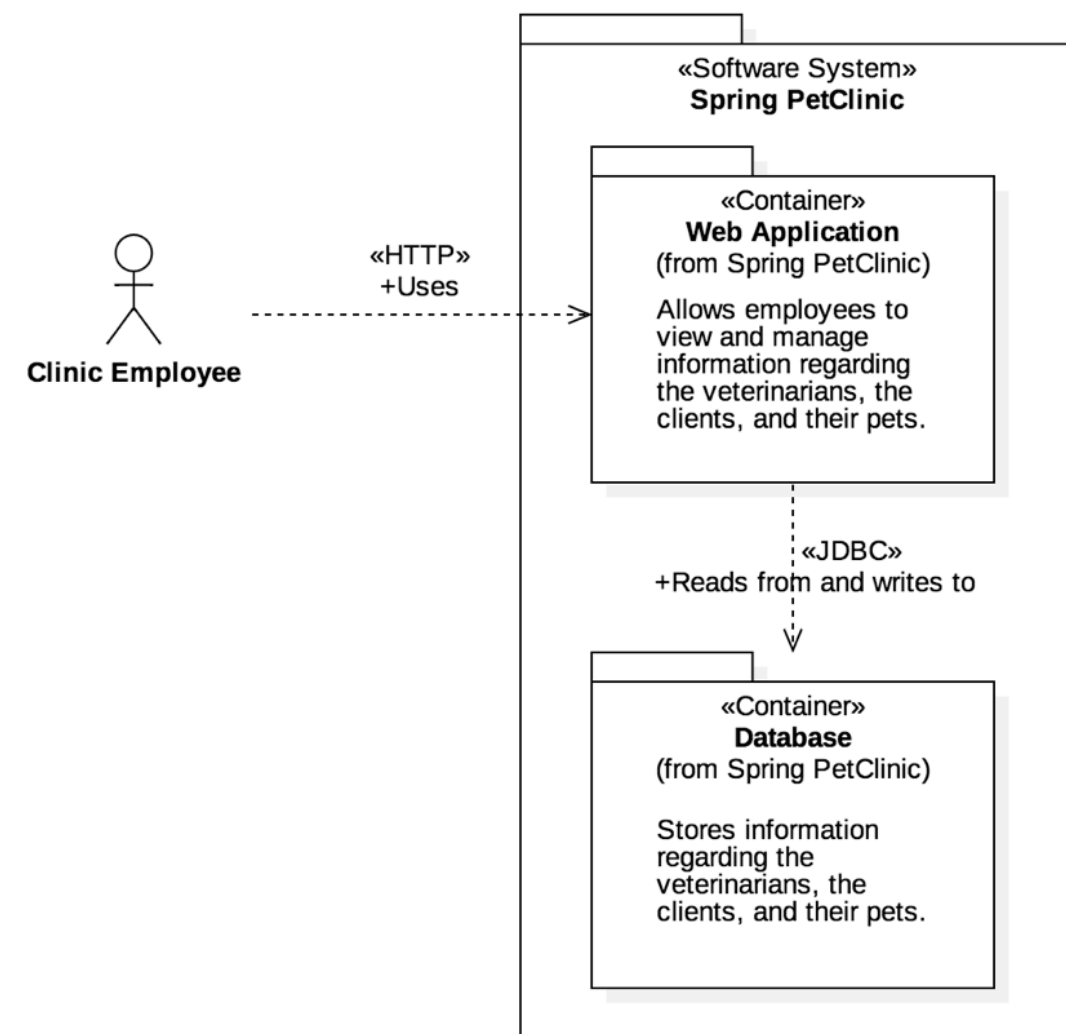 «Software System»
Spring PetClinic
«Container»
Web Application
(from Spring PetClinic)
Allows employees to
view and manage
information regarding
the veterinarians, the
clients, and their pets.
«HTTP»
+Uses
Clinic Employee
«JDBC»
+Reads from and writes to
«Container»
Database
(from Spring PetClinic)
Stores information
regarding the
veterinarians, the
clients, and their pets.